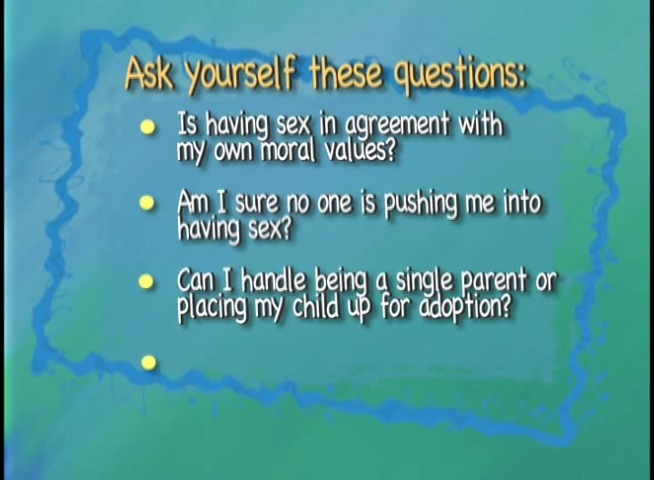 Ask yourself these questions:
Is having sex in agreement with
my own moral values?
Am I sure no one is pushing me into
having sex?
Can I handle being a single parent or
placing my child up for adoption?